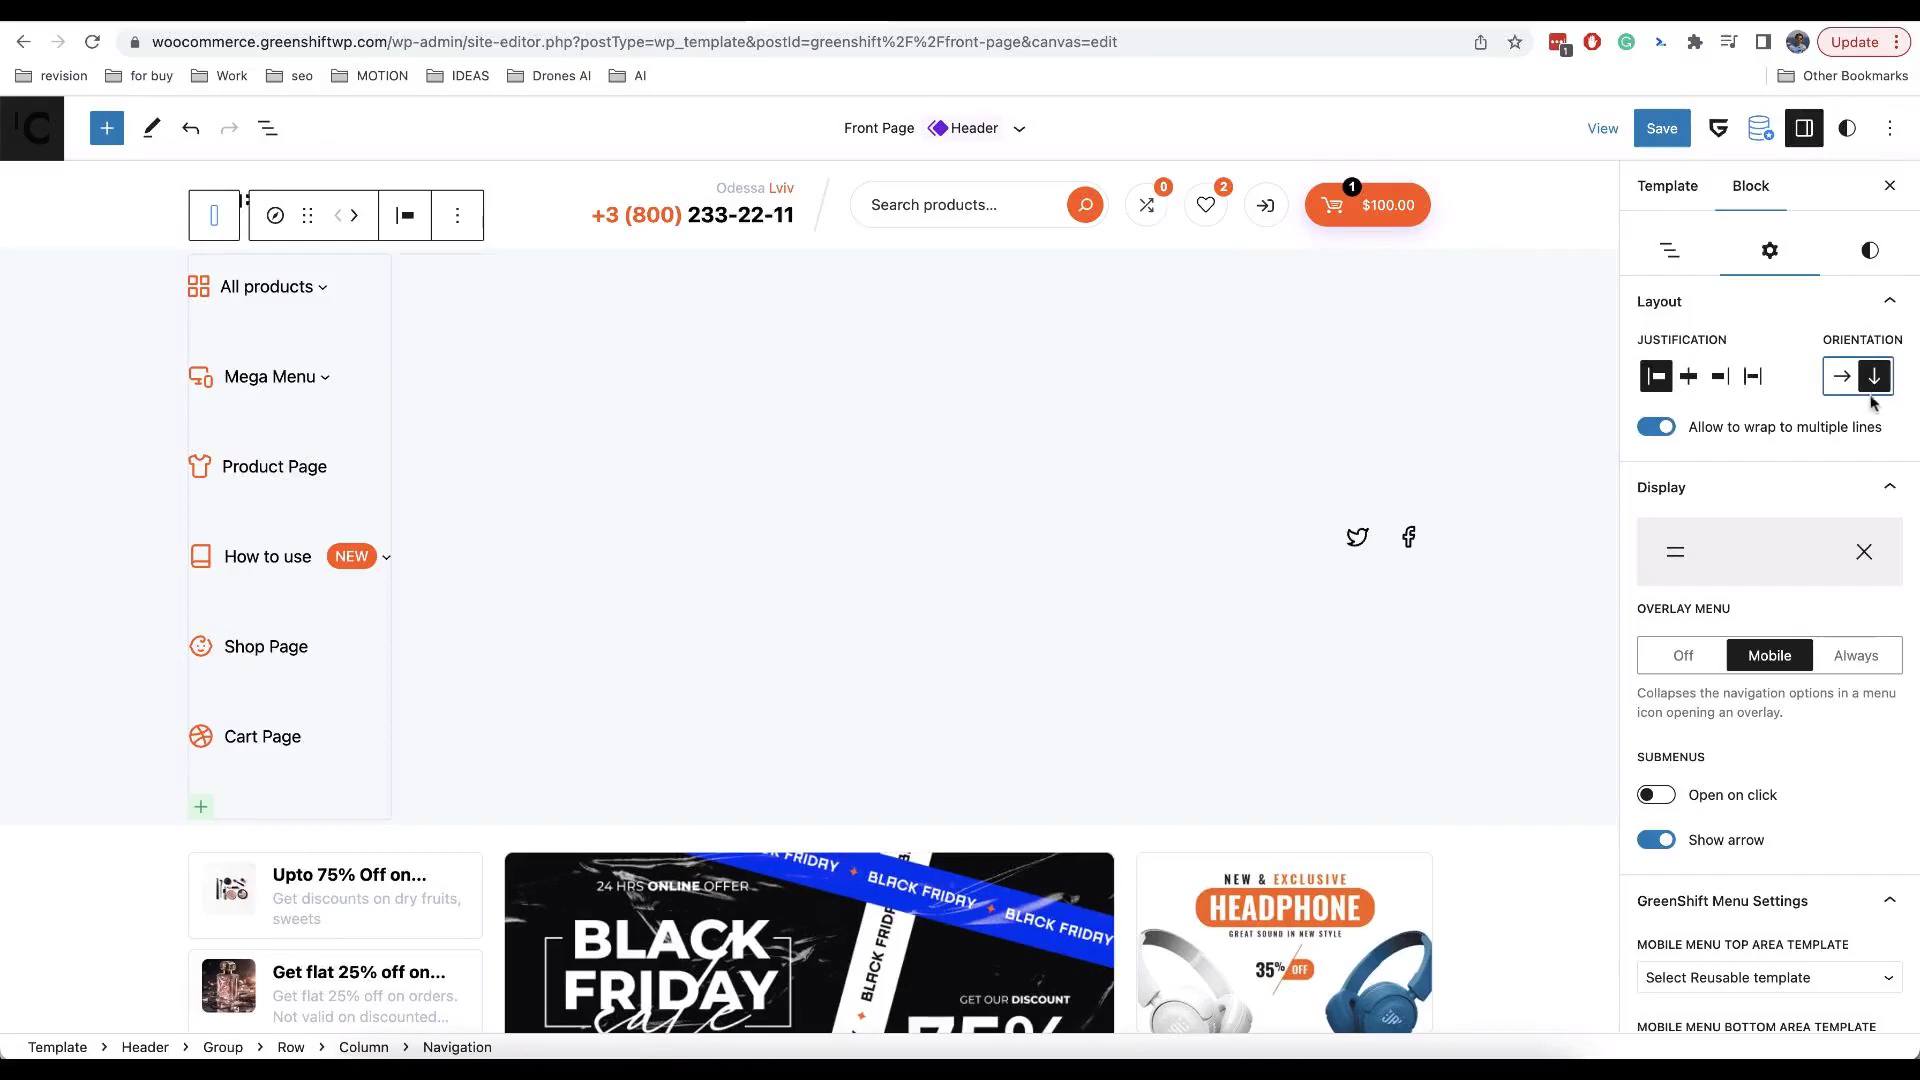 woocommerce.greenshiftwp.com/wp-admin/site-editor.php?postType=wp_template&postId=greenshift%2F%2Ffront-page&canvas=edit
1
Update
revision
for buy
Work
seo
MOTION
IDEAS
Drones AI
AI
Other Bookmarks
Front Page
Header
View
Save
Odessa Lviv
+3 (800) 233-22-11
Search products...
0
2
1
$100.00
Template
Block
All products
Mega Menu
Product Page
How to use
NEW
Shop Page
Cart Page
Layout
JUSTIFICATION
ORIENTATION
Allow to wrap to multiple lines
Display
OVERLAY MENU
Off
Mobile
Always
Collapses the navigation options in a menu
icon opening an overlay.
SUBMENUS
Open on click
Show arrow
GreenShift Menu Settings
MOBILE MENU TOP AREA TEMPLATE
Select Reusable template
MOBILE MENU BOTTOM AREA TEMPLATE
Upto 75% Off on...
Get discounts on dry fruits,
sweets
Get flat 25% off on...
Get flat 25% off on orders.
Not valid on discounted...
24 HRS ONLINE OFFER
BLACK
FRIDAY
sale
BLACK FRIDAY
BLACK FRIDAY
GET OUR DISCOUNT
75%
NEW & EXCLUSIVE
HEADPHONE
GREAT SOUND IN NEW STYLE
35% OFF
JBL
Template
Header
Group
Row
Column
Navigation